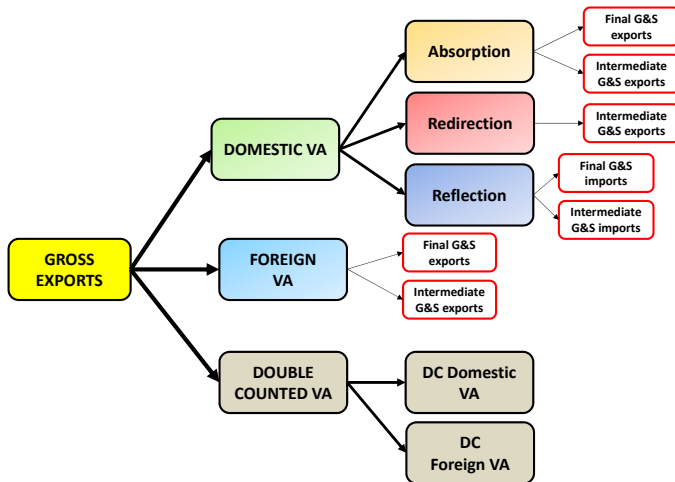 Final G&S
exports
Absorption
Intermediate
G&S exports
Redirection
Intermediate
G&S exports
DOMESTIC VA
Final G&S
imports
Reflection
Intermediate
G&S imports
GROSS
EXPORTS
FOREIGN
VA
Final G&S
exports
Intermediate
G&S exports
DOUBLE
COUNTED VA
DC Domestic
VA
DC
Foreign VA